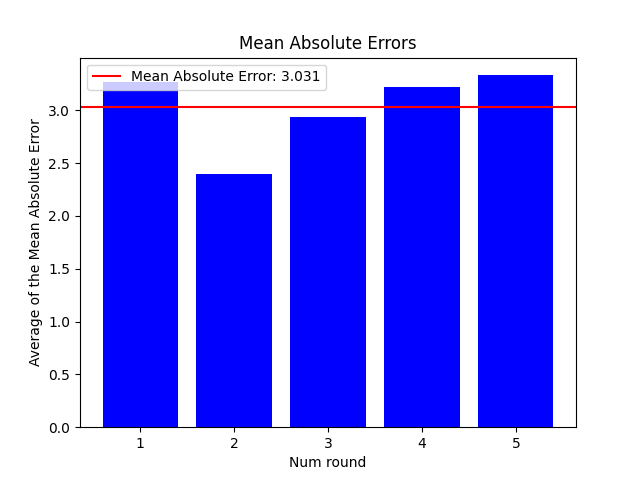 Mean Absolute Errors
Mean Absolute Error: 3.031
Average of the Mean Absolute Error
3.0
2.5
2.0
1.5
1.0
0.5
0.0
1 2 3 4 5
Num round